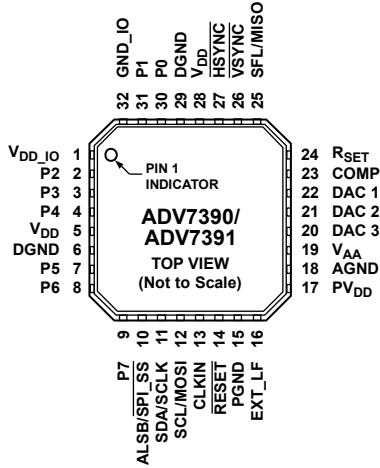 32 GND_IO
31 P1
30 P0
29 DGND
28 VDD
27 HSYNC
26 VSYNC
25 SFL/MISO
VDD_IO 1
P2 2
P3 3
P4 4
VDD 5
DGND 6
P5 7
P6 8
PIN 1
INDICATOR
ADV7390/
ADV7391
TOP VIEW
(Not to Scale)
24 RSET
23 COMP
22 DAC 1
21 DAC 2
20 DAC 3
19 VAA
18 AGND
17 PVDD
P7 9
ALSB/SPI_SS 10
SDA/SCLK 11
SCL/MOSI 12
CLKIN 13
RESET 14
PGND 15
EXT_LF 16